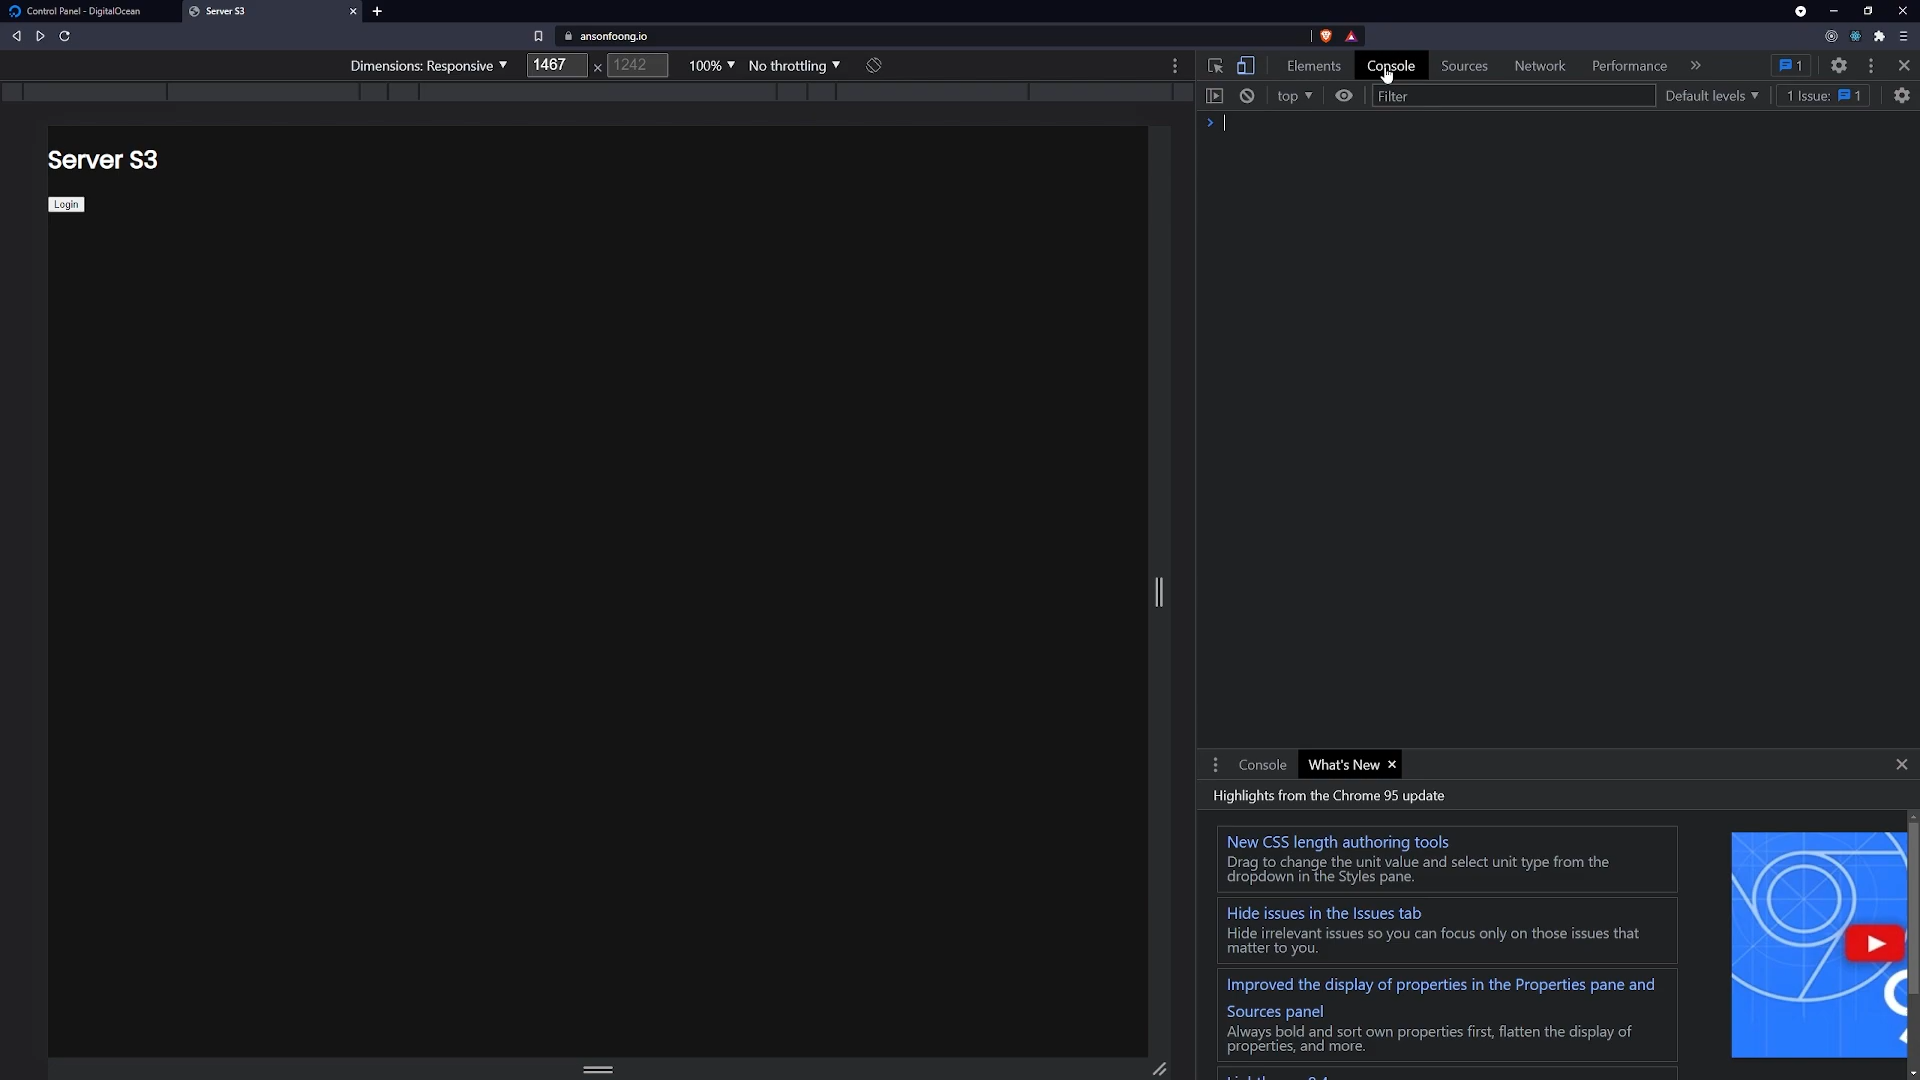 Control Panel - DigitalOcean
Server S3
ansonfoong.io
Dimensions: Responsive
1467
×
1242
100%
No throttling
Elements
Console
Sources
Network
Performance
1
top
Filter
Default levels
1 Issue:
1
Server S3
Login
Console
What's New
Highlights from the Chrome 95 update
New CSS length authoring tools
Drag to change the unit value and select unit type from the
dropdown in the Styles pane.
Hide issues in the Issues tab
Hide irrelevant issues so you can focus only on those issues that
matter to you.
Improved the display of properties in the Properties pane and
Sources panel
Always bold and sort own properties first, flatten the display of
properties, and more.